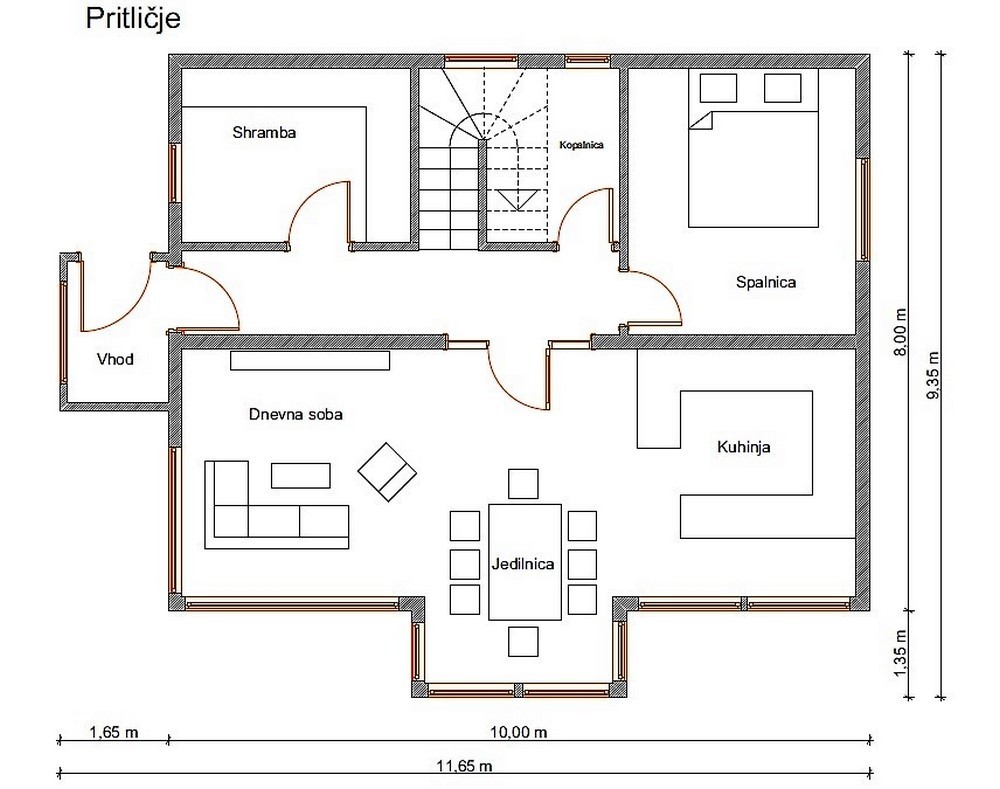 Pritličje
Shramba
Kopalnica
Spalnica
Vhod
Dnevna soba
Kuhinja
Jedilnica
8,00 m
9,35 m
1,35 m
1,65 m
10,00 m
11,65 m